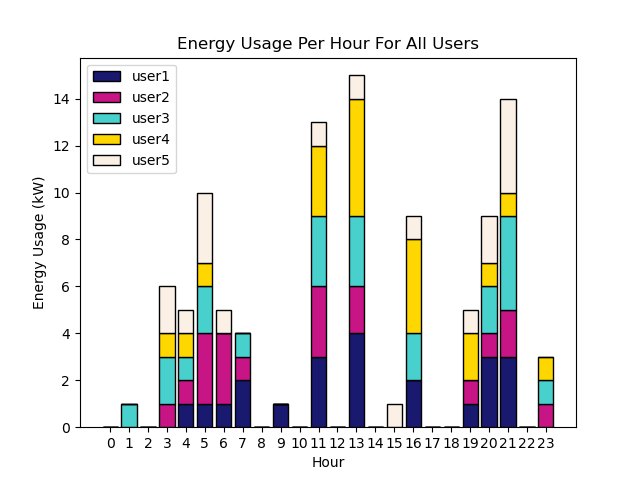 Energy Usage Per Hour For All Users
user1
user2
user3
user4
user5
14
12
10
8
6
4
2
0
Energy Usage (kW)
0 1 2 3 4 5 6 7 8 9 10 11 12 13 14 15 16 17 18 19 20 21 22 23
Hour